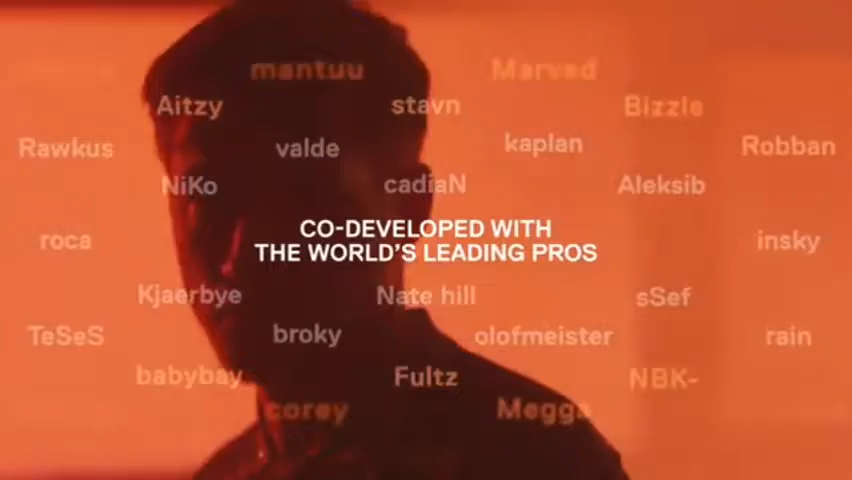 mantuu Marved
Aitzy stavn Bizzle
Rawkus valde kaplan Robban
NiKo cadiaN Aleksib
CO-DEVELOPED WITH
roca insky
THE WORLD'S LEADING PROS
Kjaerbye Nate hill sSef
TeSeS broky olofmeister rain
babybay Fultz NBK-
corey Megga